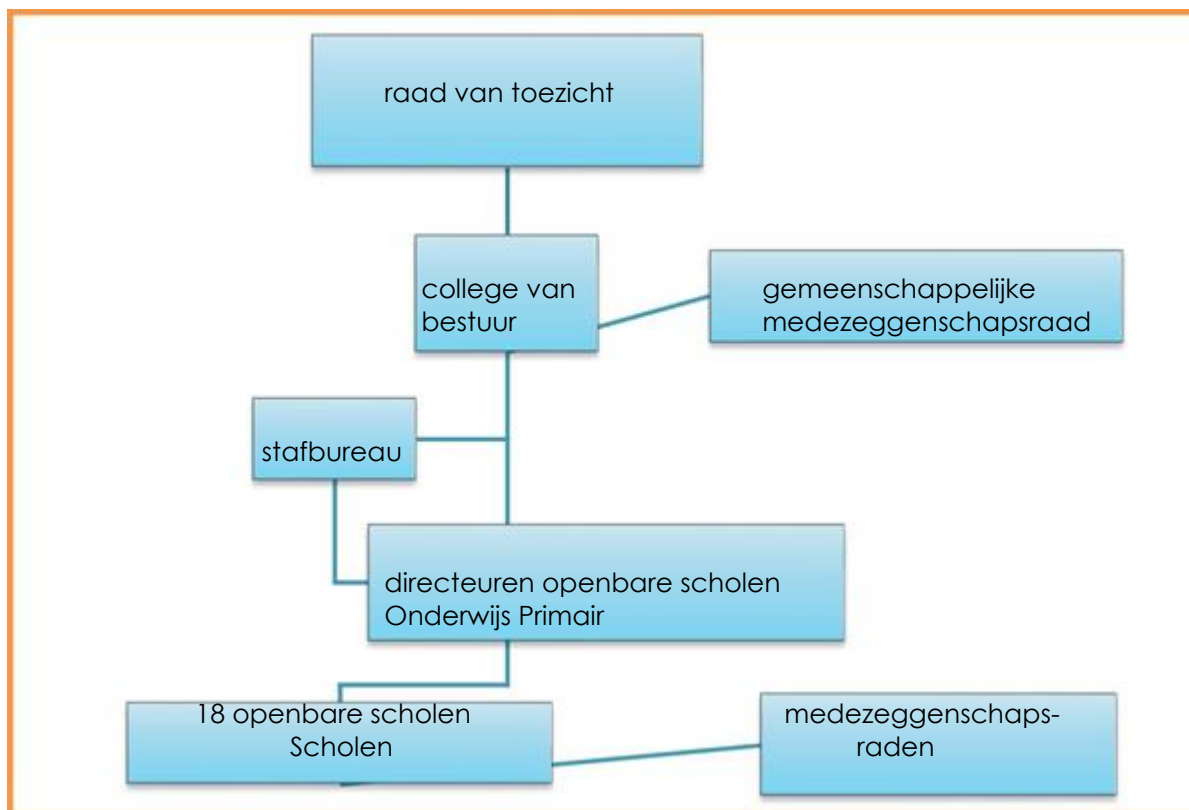 raad van toezicht
college van
bestuur
gemeenschappelijke
medezeggenschapsraad
stafbureau
directeuren openbare scholen
Onderwijs Primair
18 openbare scholen
Scholen
medezeggenschaps-
raden